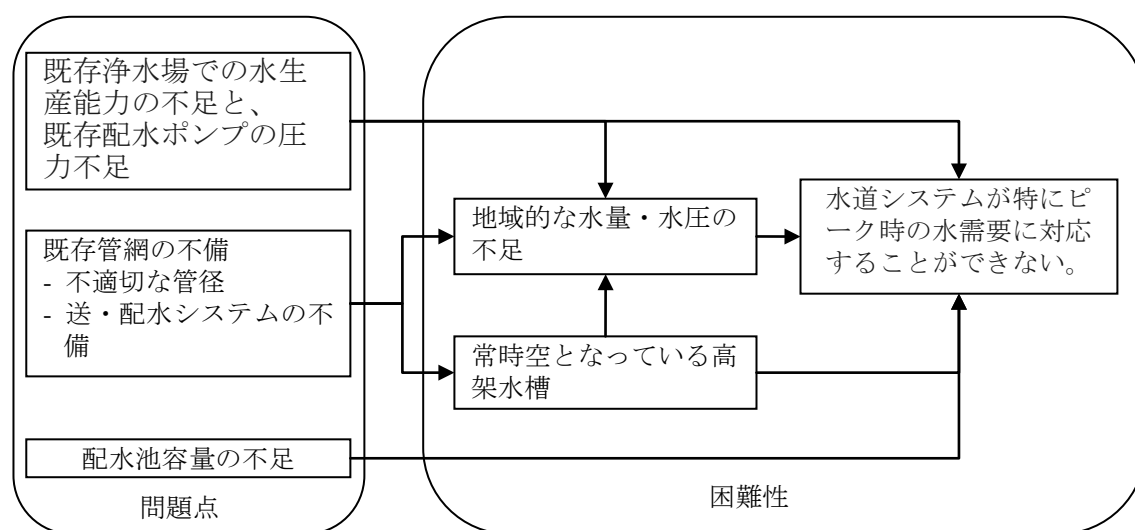 既存浄水場での水生
産能力の不足と、
既存配水ポンプの圧
力不足
既存管網の不備
- 不適切な管径
- 送・配水システムの不
備
配水池容量の不足
問題点
地域的な水量・水圧の
不足
常時空となっている高
架水槽
水道システムが特にピ
ーク時の水需要に対応
することができない。
困難性